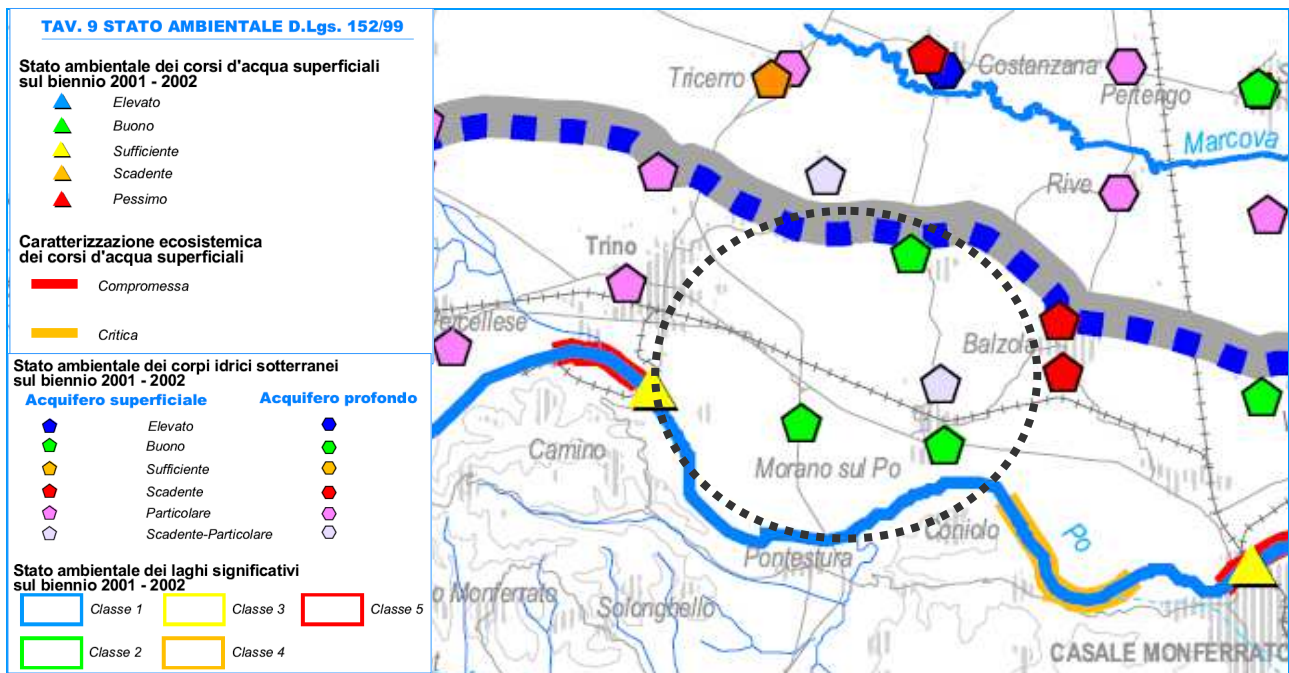 TAV. 9 STATO AMBIENTALE D.Lgs. 152/99
Stato ambientale dei corsi d'acqua superficiali
sul biennio 2001 - 2002
Elevato
Buono
Sufficiente
Scadente
Pessimo
Caratterizzazione ecosistemica
dei corsi d'acqua superficiali
Compromessa
Critica
Stato ambientale dei corpi idrici sotterranei
sul biennio 2001 - 2002
Acquifero superficiale
Acquifero profondo
Elevato
Buono
Sufficiente
Scadente
Particolare
Scadente-Particolare
Stato ambientale dei laghi significativi
sul biennio 2001 - 2002
Classe 1
Classe 3
Classe 5
Classe 2
Classe 4
Tricerro
Costanzana
Pertengo
Marcova
Rive
Trino
Balzola
Camino
Morano sul Po
Coniolo
Po
Pontestura
Monferrato
Solonghello
CASALE MONFERRATO